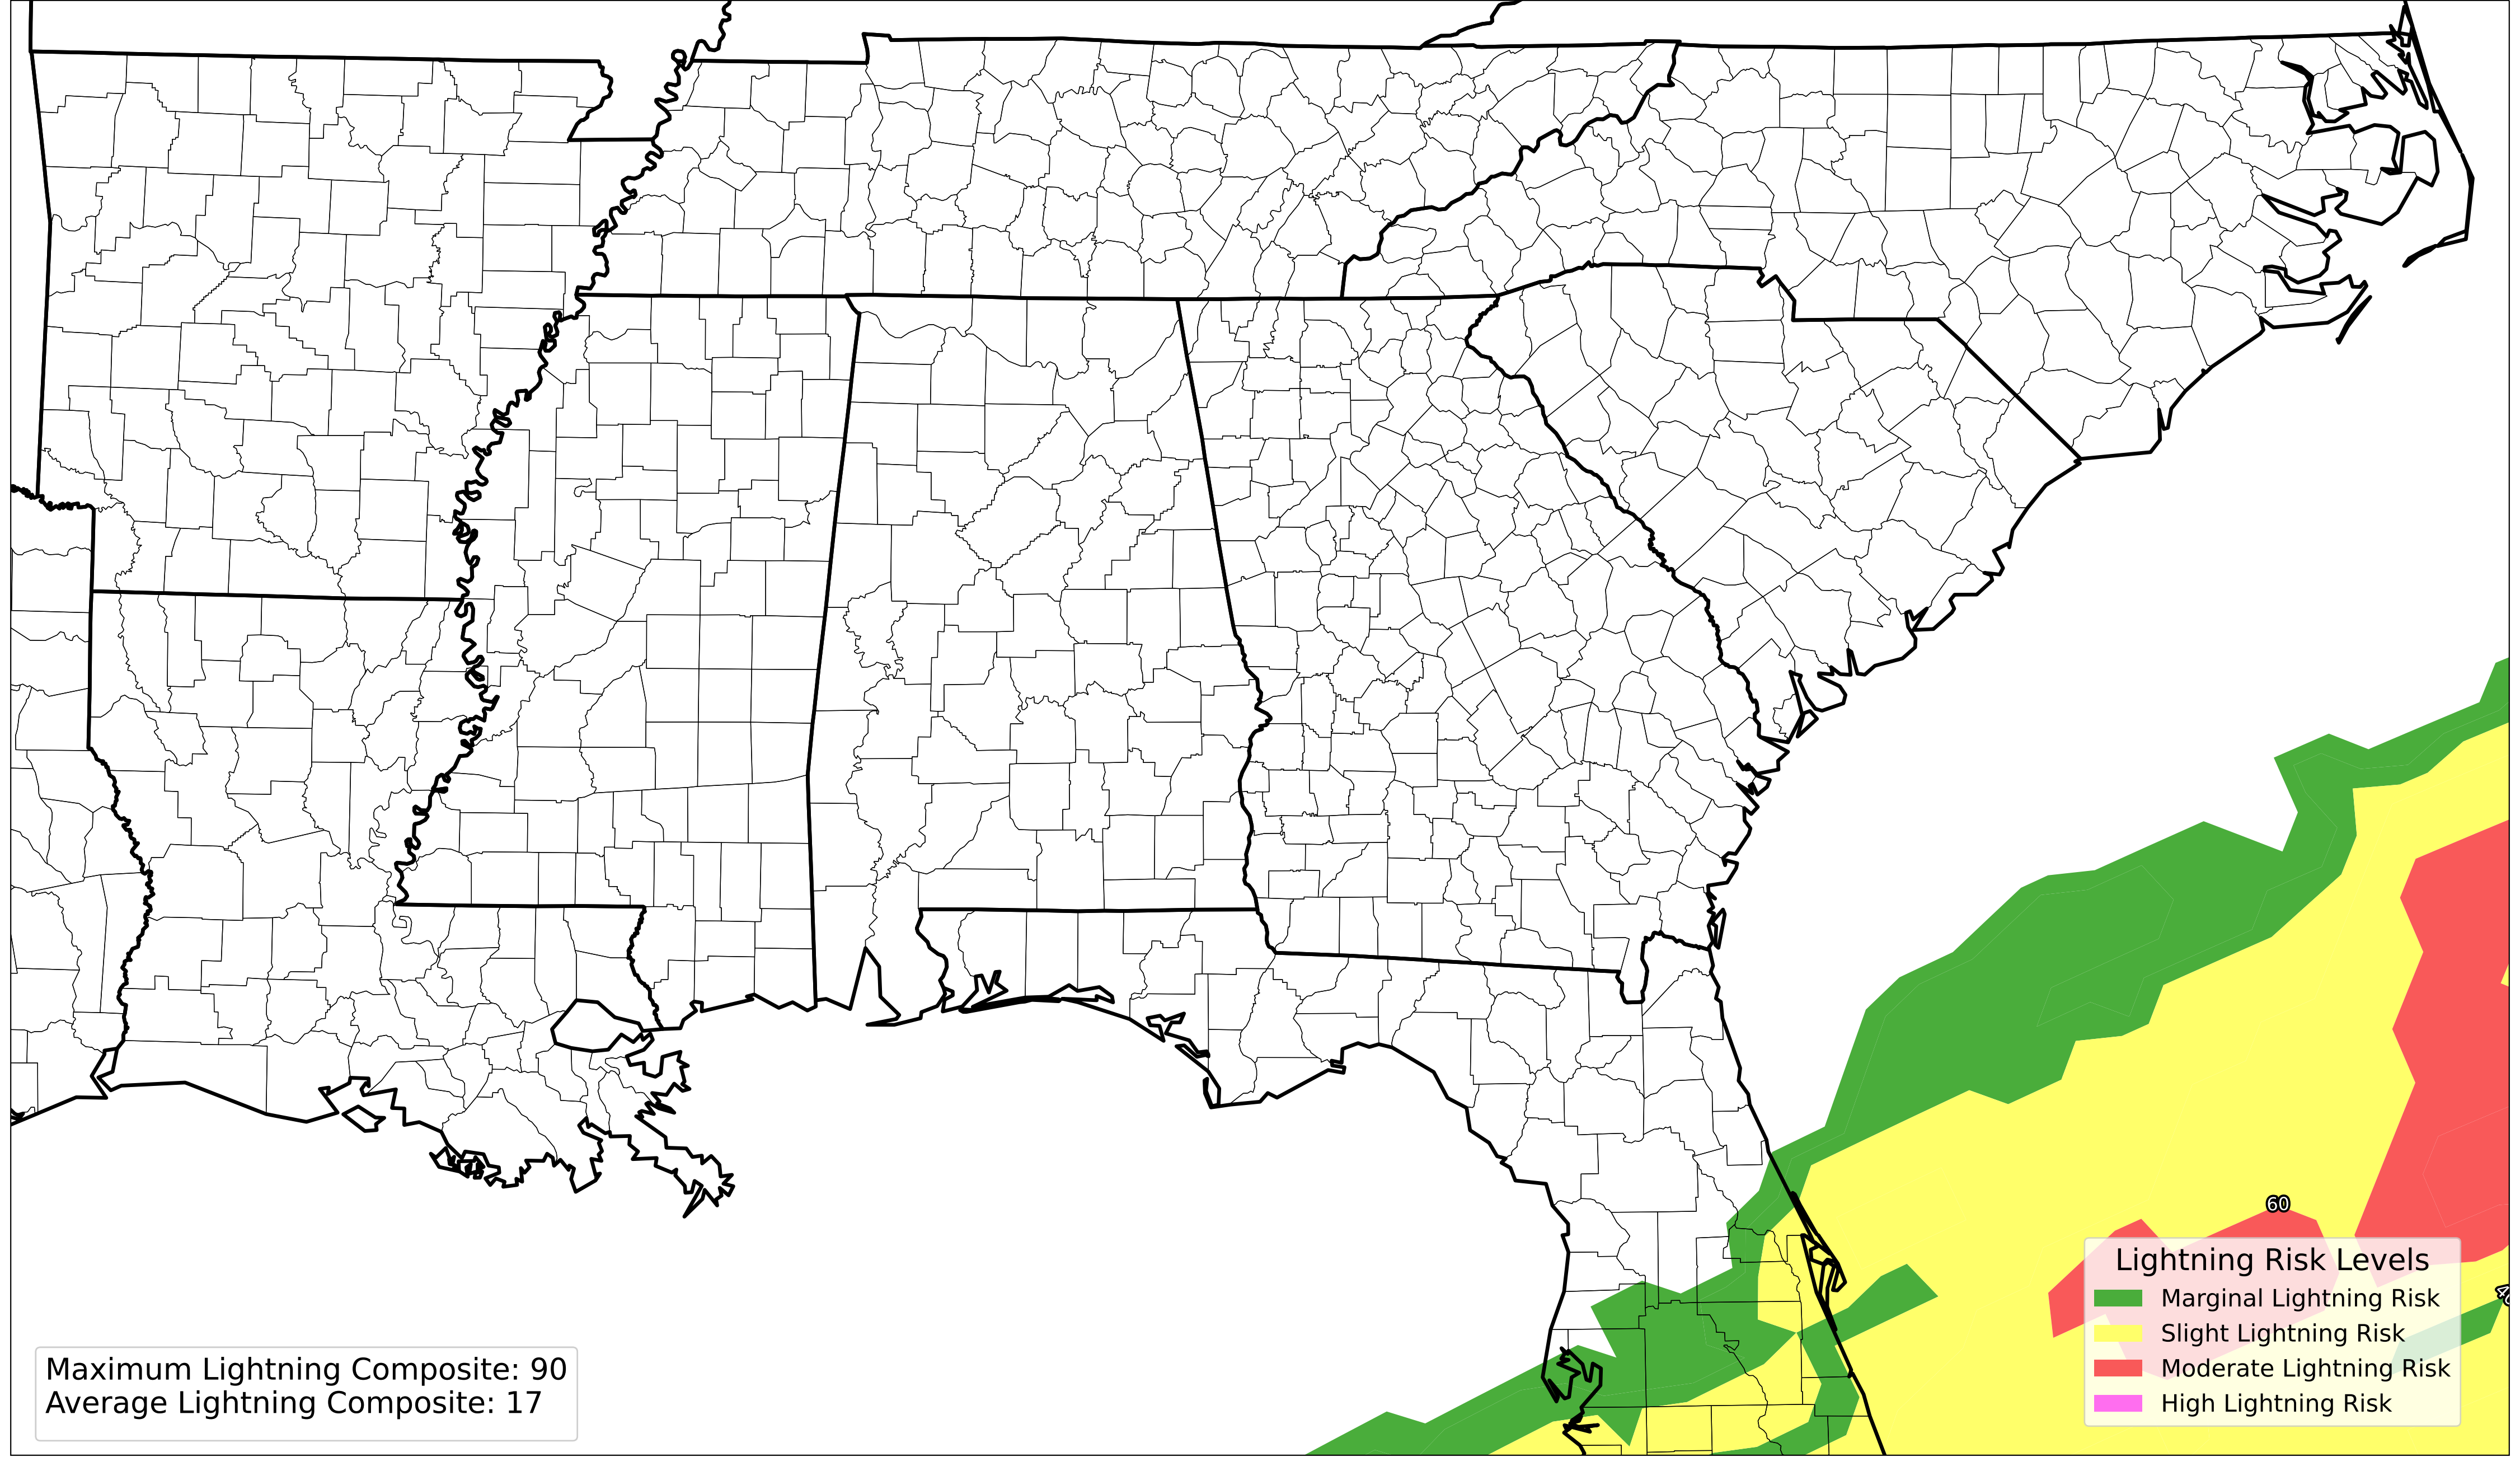 60
Lightning Risk Levels
Marginal Lightning Risk
Slight Lightning Risk
Moderate Lightning Risk
High Lightning Risk
Maximum Lightning Composite: 90
Average Lightning Composite: 17